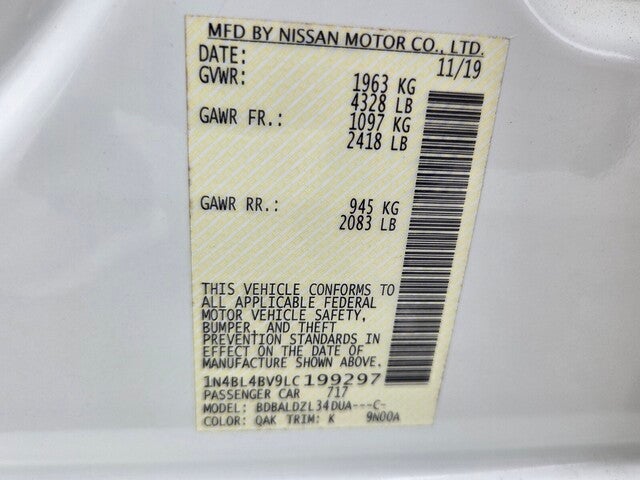 MFD BY NISSAN MOTOR CO., LTD.
DATE: 11/19
GVWR: 1963 KG
4328 LB
GAWR FR.: 1097 KG
2418 LB
GAWR RR.: 945 KG
2083 LB
THIS VEHICLE CONFORMS TO
ALL APPLICABLE FEDERAL
MOTOR VEHICLE SAFETY,
BUMPER, AND THEFT
PREVENTION STANDARDS IN
EFFECT ON THE DATE OF
MANUFACTURE SHOWN ABOVE.
1N4BL4BV9LC199297
PASSENGER CAR 717
MODEL: BDBALDZL34DUA---C-
COLOR: QAK TRIM: K 9N00A